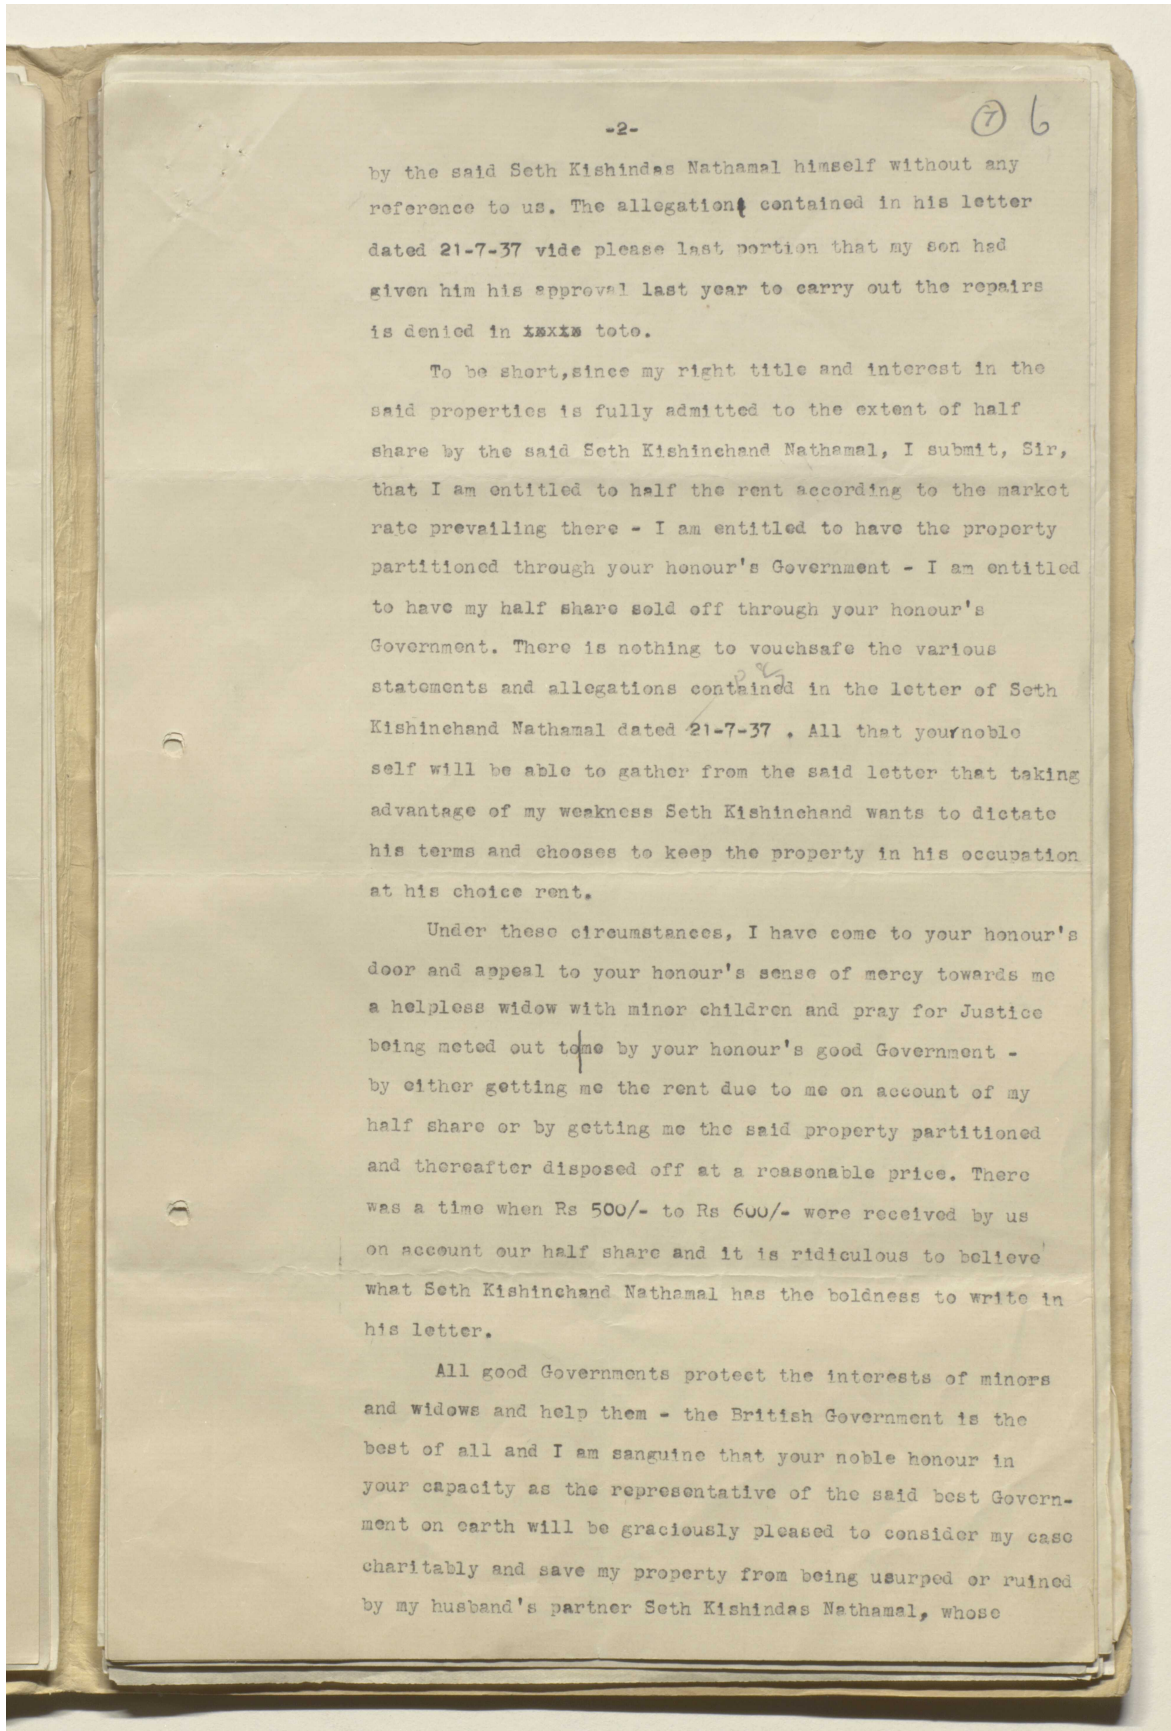 -2-
7 6
by the said Seth Kishindas Nathamal himself without any
reference to us. The allegation contained in his letter
dated 21-7-37 vide please last portion that my son had
given him his approval last year to carry out the repairs
is denied in toto.
To be short,since my right title and interest in the
said properties is fully admitted to the extent of half
share by the said Seth Kishinchand Nathamal, I submit, Sir,
that I am entitled to half the rent according to the market
rate prevailing there - I am entitled to have the property
partitioned through your honour's Government - I am entitled
to have my half share sold off through your honour's
Government. There is nothing to vouchsafe the various
statements and allegations contained in the letter of Seth
Kishinchand Nathamal dated 21-7-37 . All that your noble
self will be able to gather from the said letter that taking
advantage of my weakness Seth Kishinchand wants to dictate
his terms and chooses to keep the property in his occupation
at his choice rent.
Under these circumstances, I have come to your honour's
door and appeal to your honour's sense of mercy towards me
a helpless widow with minor children and pray for Justice
being meted out to me by your honour's good Government -
by either getting me the rent due to me on account of my
half share or by getting me the said property partitioned
and thereafter disposed off at a reasonable price. There
was a time when Rs 500/- to Rs 600/- were received by us
on account our half share and it is ridiculous to believe
what Seth Kishinchand Nathamal has the boldness to write in
his letter.
All good Governments protect the interests of minors
and widows and help them - the British Government is the
best of all and I am sanguine that your noble honour in
your capacity as the representative of the said best Govern-
ment on earth will be graciously pleased to consider my case
charitably and save my property from being usurped or ruined
by my husband's partner Seth Kishindas Nathamal, whose